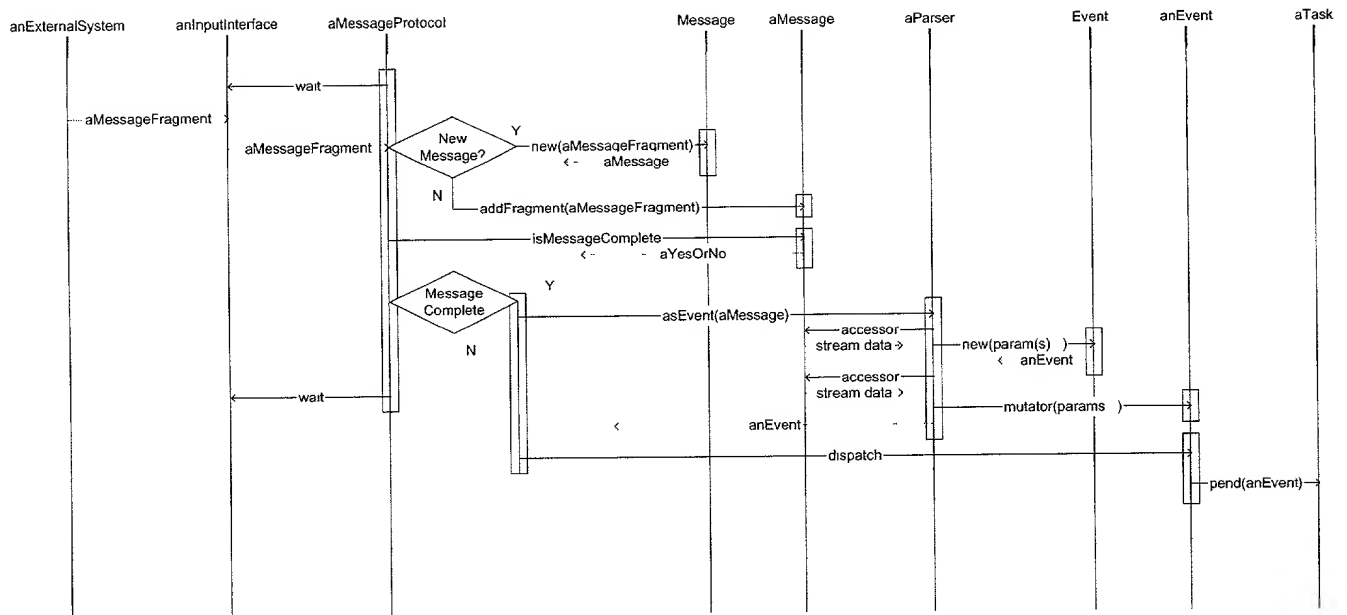 anExternalSystem
anInputInterface
aMessageProtocol
Message
aMessage
aParser
Event
anEvent
aTask
wait
aMessageFragment
aMessageFragment
New
Message?
Y
new(aMessageFragment)
aMessage
N
addFragment(aMessageFragment)
isMessageComplete
aYesOrNo
Message
Complete
Y
N
asEvent(aMessage)
accessor
stream data
new(param(s) )
anEvent
accessor
stream data
wait
mutator(params )
anEvent
dispatch
pend(anEvent)